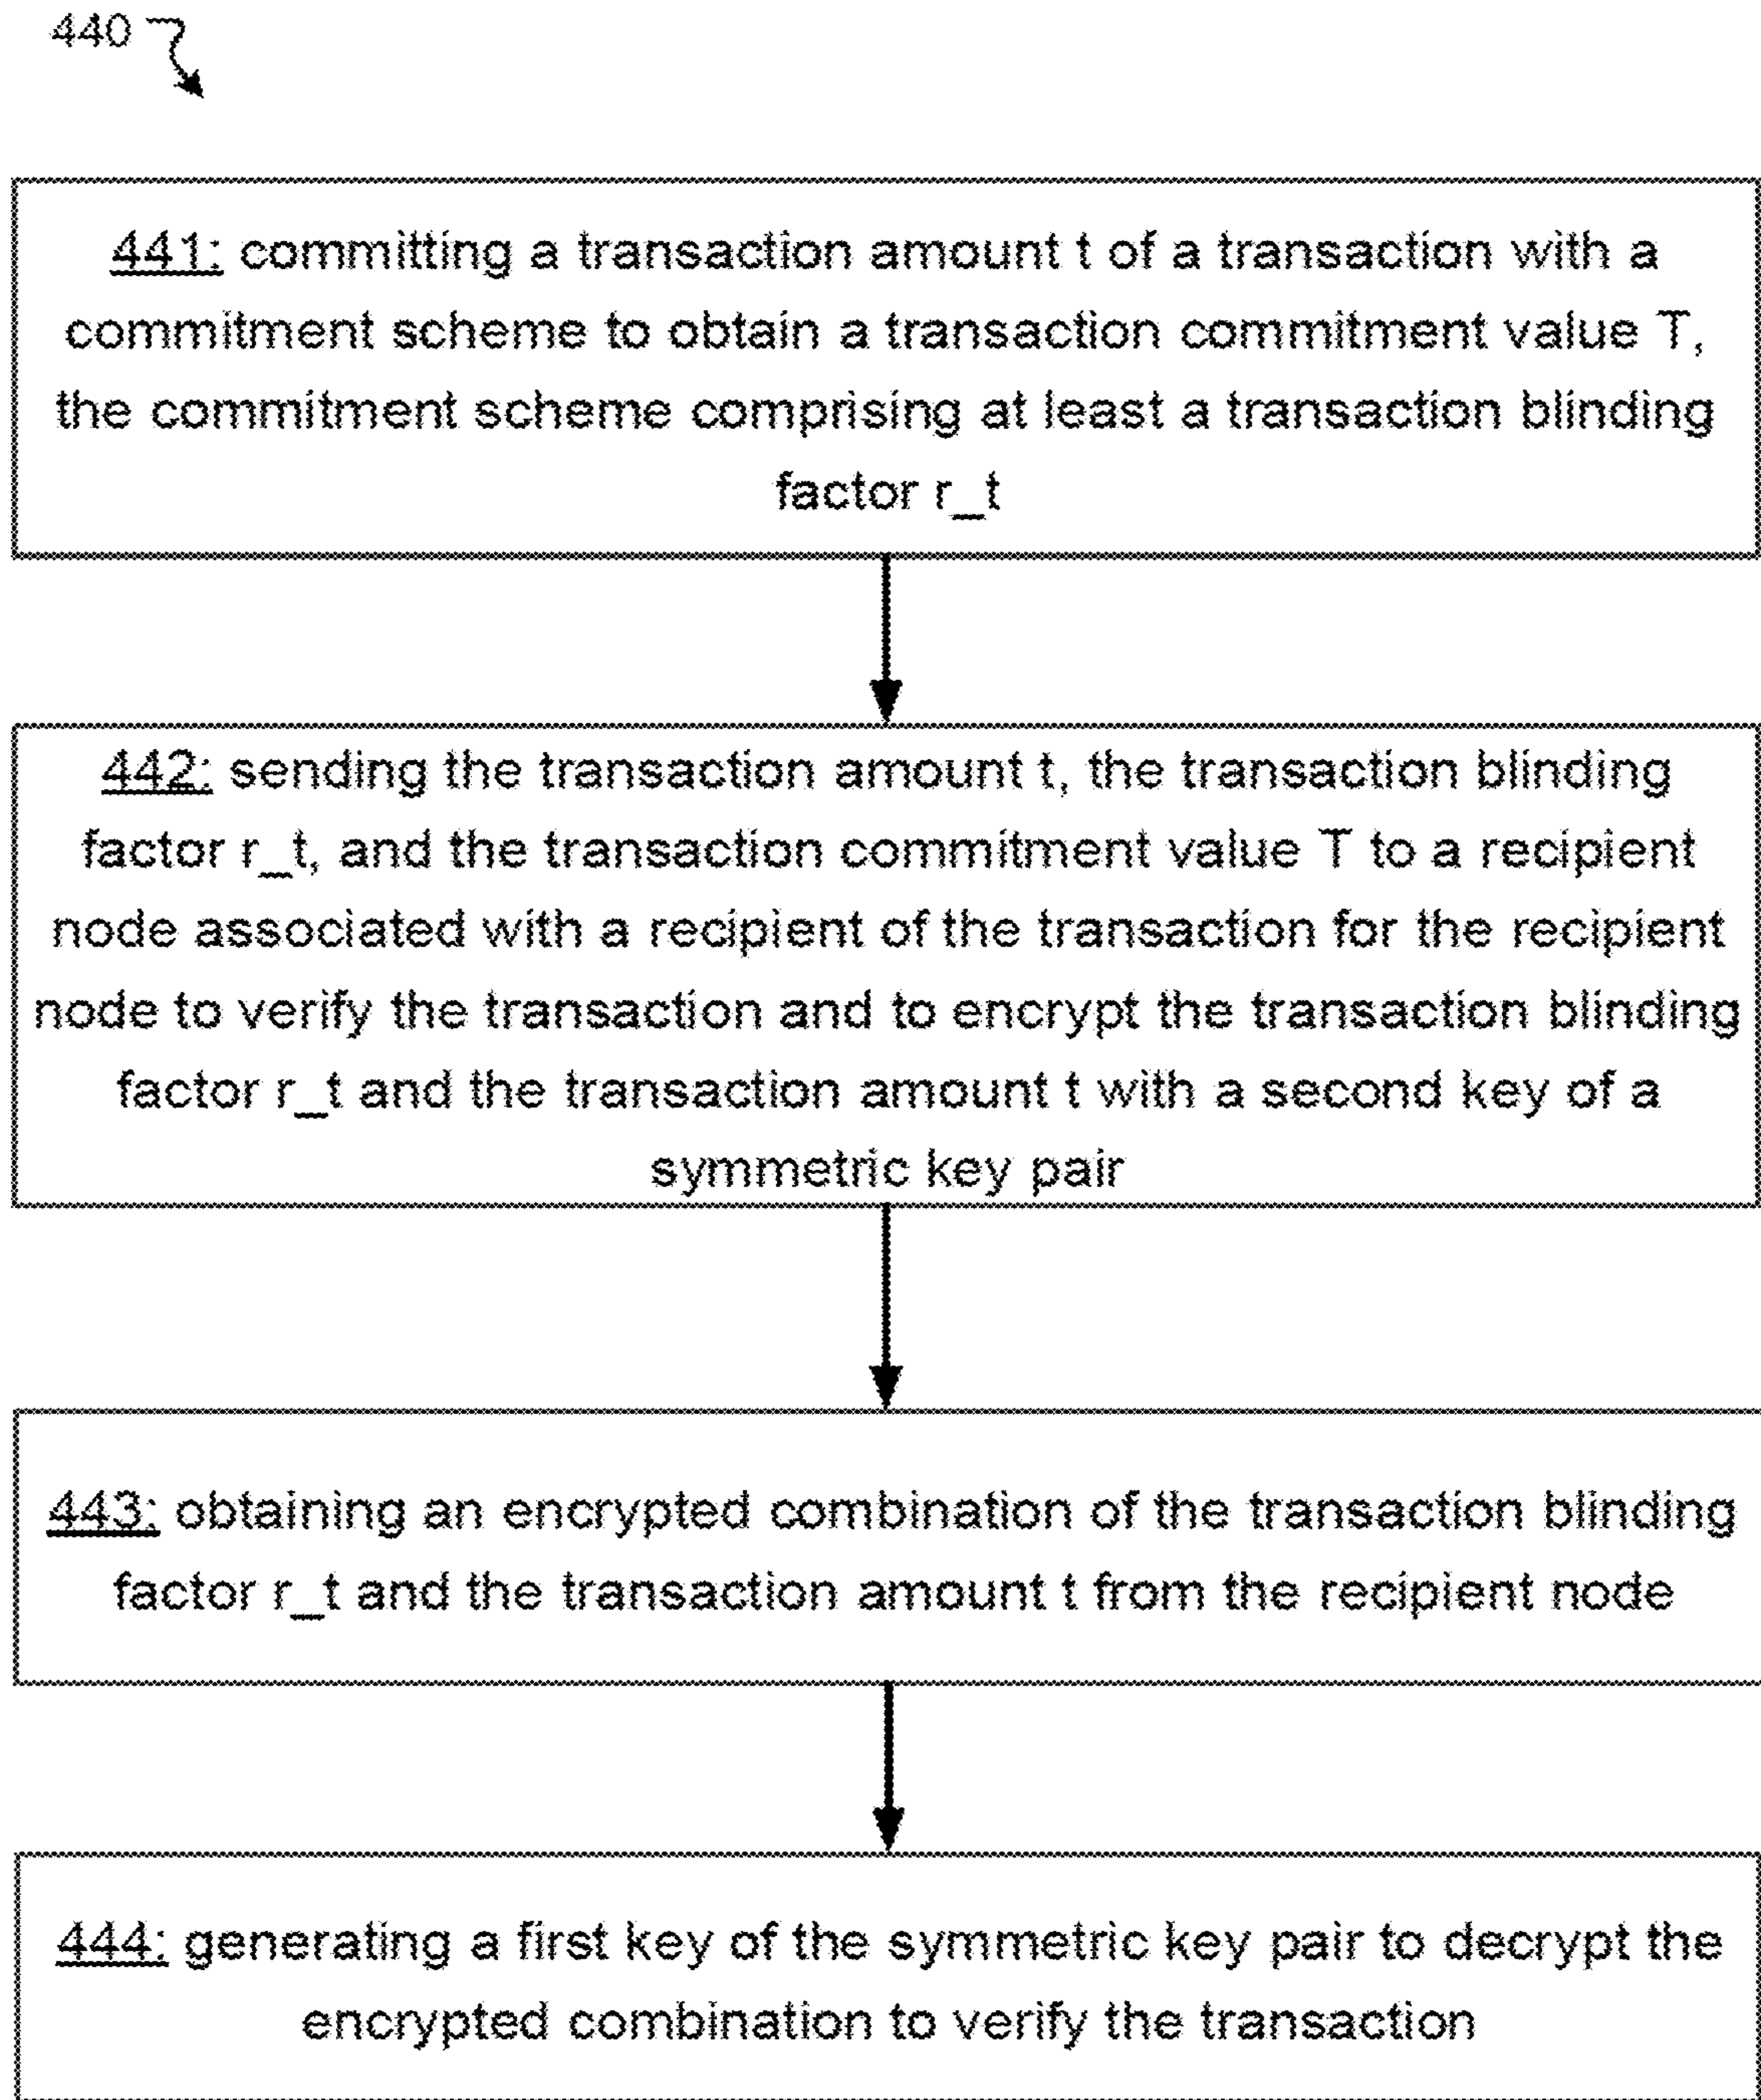 440
441: committing a transaction amount t of a transaction with a
commitment scheme to obtain a transaction commitment value T,
the commitment scheme comprising at least a transaction blinding
factor r_t
442: sending the transaction amount t, the transaction blinding
factor r_t, and the transaction commitment value T to a recipient
node associated with a recipient of the transaction for the recipient
node to verify the transaction and to encrypt the transaction blinding
factor r_t and the transaction amount t with a second key of a
symmetric key pair
443: obtaining an encrypted combination of the transaction blinding
factor r_t and the transaction amount t from the recipient node
444: generating a first key of the symmetric key pair to decrypt the
encrypted combination to verify the transaction